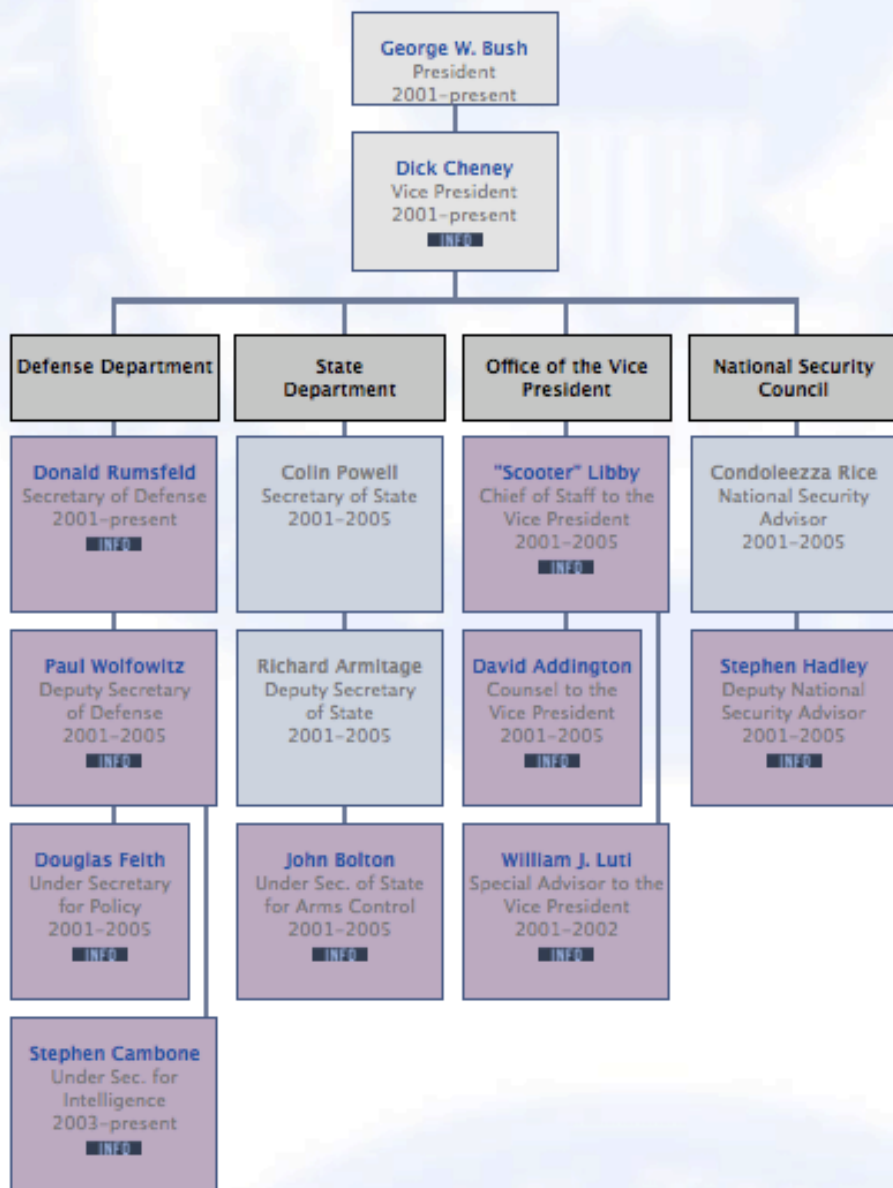 George W. Bush
President
2001-present
Dick Cheney
Vice President
2001-present
INFO
Defense Department
State
Department
Office of the Vice
President
National Security
Council
Donald Rumsfeld
Secretary of Defense
2001-present
INFO
Colin Powell
Secretary of State
2001-2005
"Scooter" Libby
Chief of Staff to the
Vice President
2001-2005
INFO
Condoleezza Rice
National Security
Advisor
2001-2005
Paul Wolfowitz
Deputy Secretary
of Defense
2001-2005
INFO
Richard Armitage
Deputy Secretary
of State
2001-2005
David Addington
Counsel to the
Vice President
2001-2005
INFO
Stephen Hadley
Deputy National
Security Advisor
2001-2005
INFO
Douglas Feith
Under Secretary
for Policy
2001-2005
INFO
John Bolton
Under Sec. of State
for Arms Control
2001-2005
INFO
William J. Luti
Special Advisor to the
Vice President
2001-2002
INFO
Stephen Cambone
Under Sec. for
Intelligence
2003-present
INFO